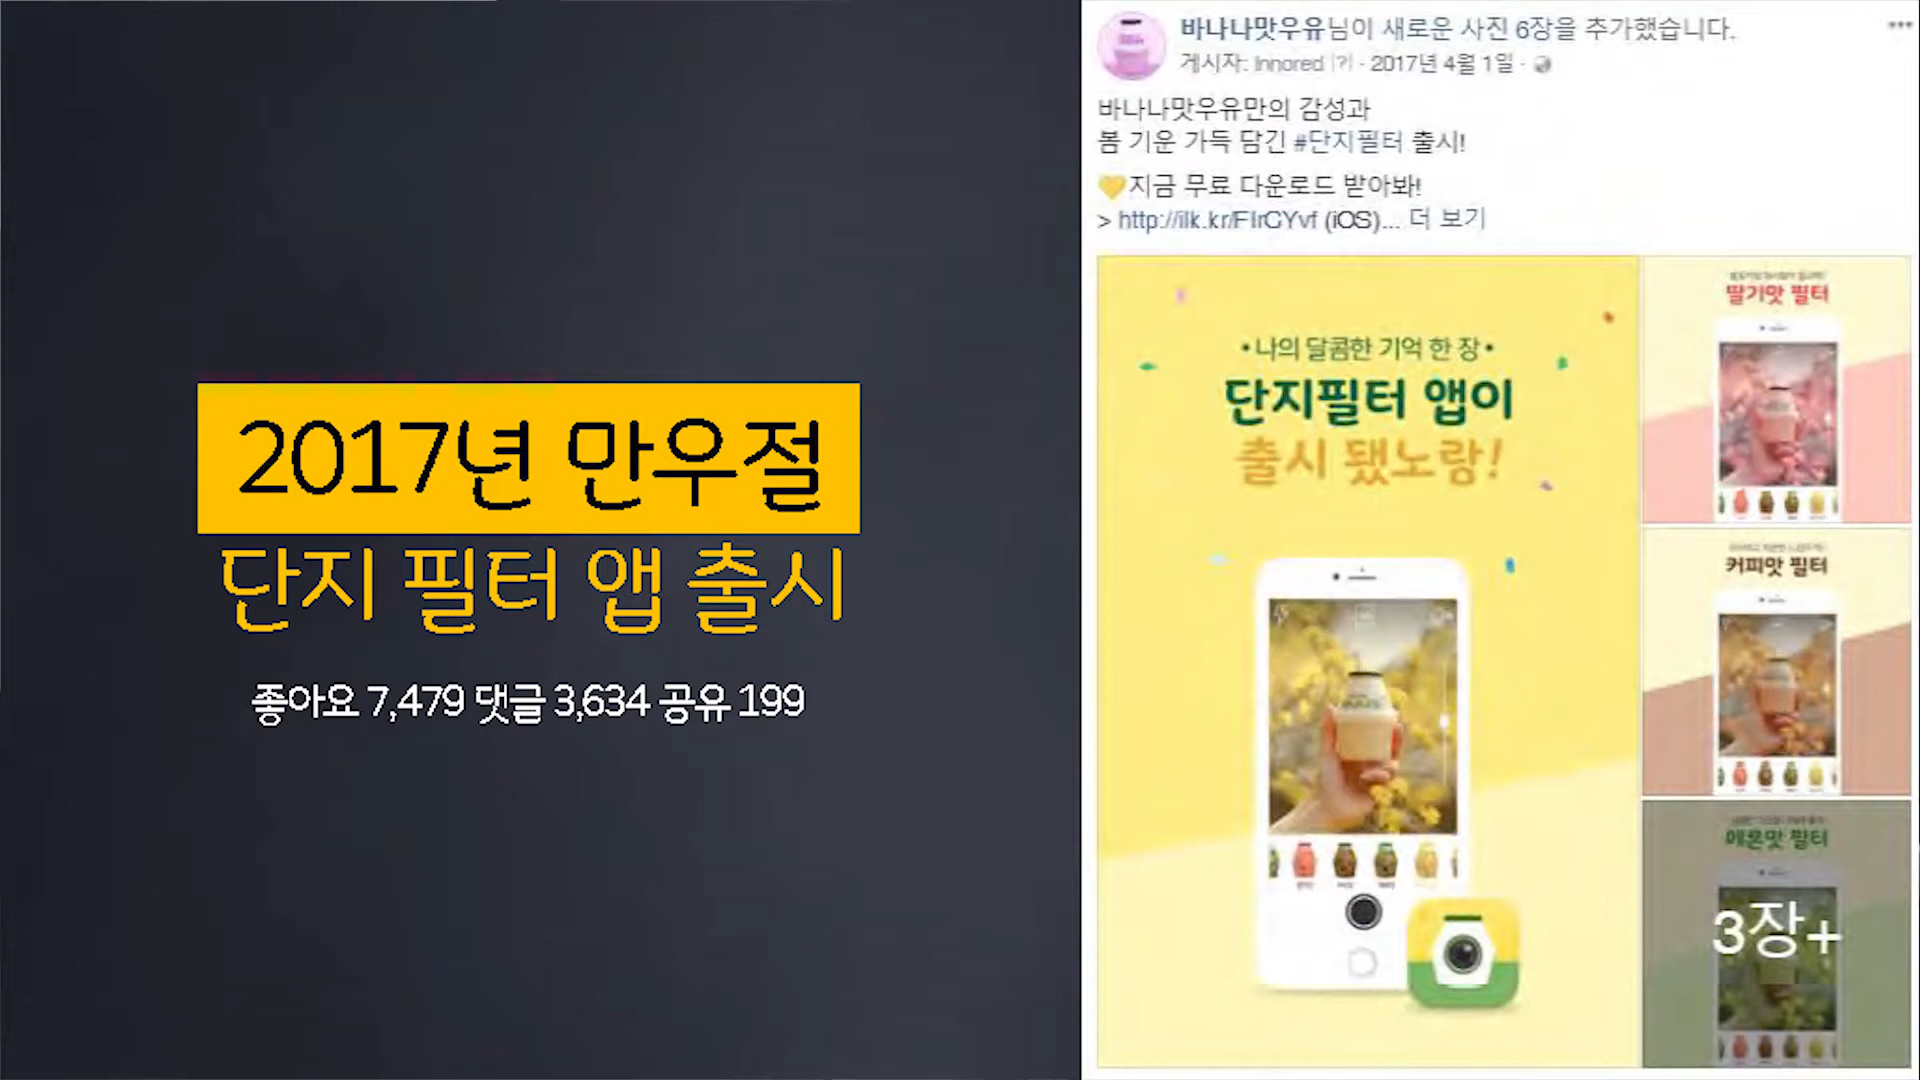 2017년 만우절
단지 필터 앱 출시
좋아요 7,479 댓글 3,634 공유 199
바나나맛우유님이 새로운 사진 6장을 추가했습니다.
게시자: Innored [?] · 2017년 4월 1일 ·
바나나맛우유만의 감성과
봄 기운 가득 담긴 #단지필터 출시!
💛지금 무료 다운로드 받아봐!
> http://ilk.kr/FIrCYvf (iOS)... 더 보기
•나의 달콤한 기억 한 장•
단지필터 앱이
출시 됐노랑!
딸기맛 필터
커피맛 필터
메론맛 필터
3장+